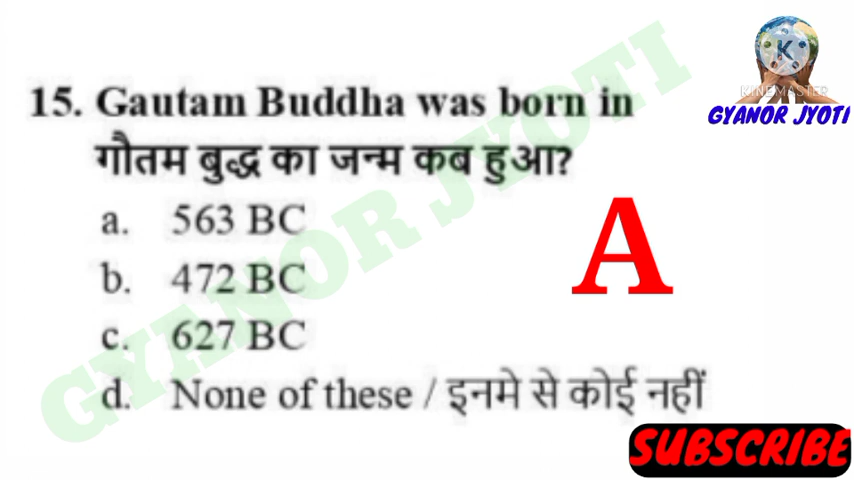 15. Gautam Buddha was born in
गौतम बुद्ध का जन्म कब हुआ?
a. 563 BC
b. 472 BC
c. 627 BC
d. None of these / इनमे से कोई नहीं
A
K
KINEMASTER
GYANOR JYOTI
GYANOR JYOTI
SUBSCRIBE